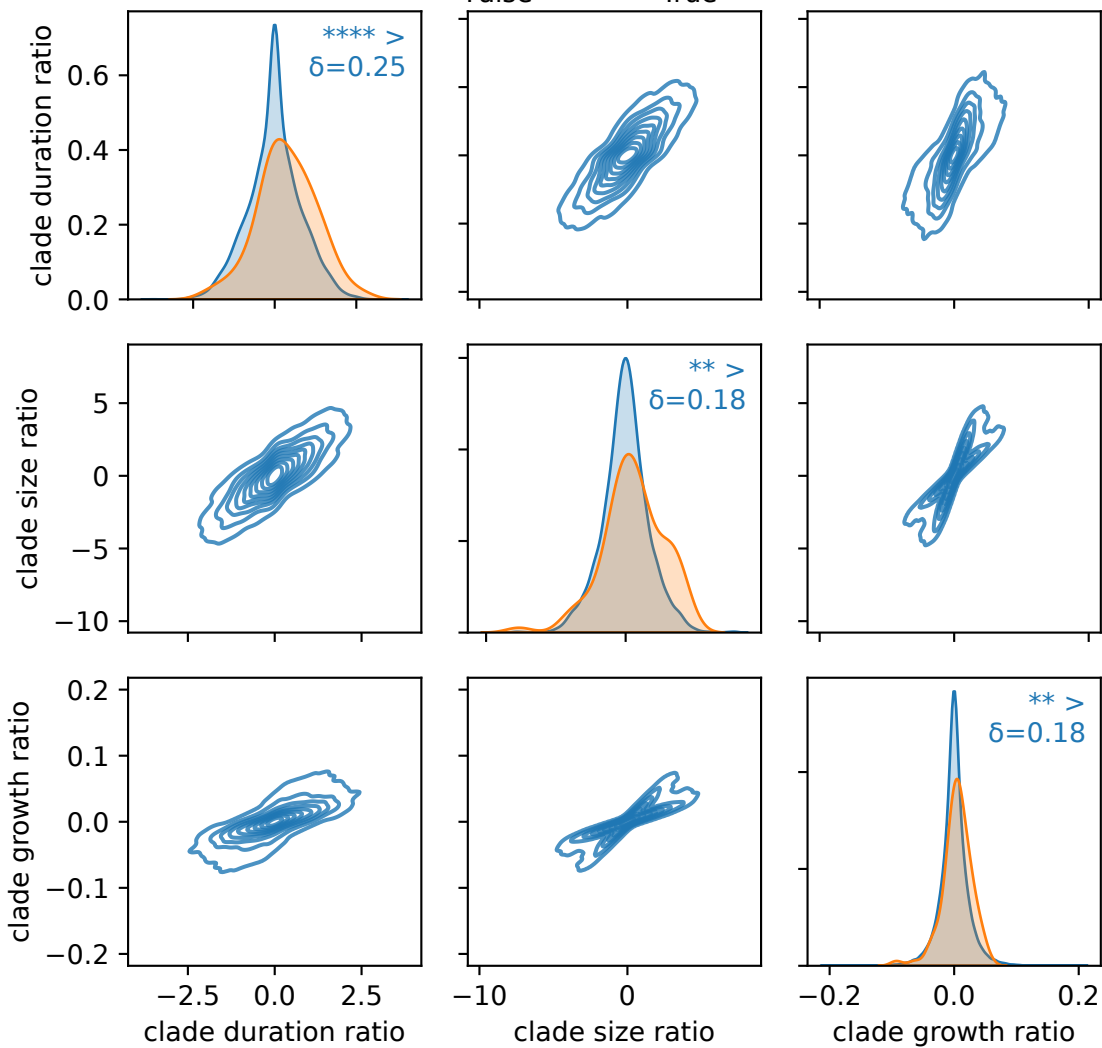 clade duration ratio
0.6
0.4
0.2
0.0
**** >
δ=0.25
clade size ratio
5
0
−5
−10
** >
δ=0.18
clade growth ratio
0.2
0.1
0.0
−0.1
−0.2
** >
δ=0.18
−2.5 0.0 2.5
−10 0
−0.2 0.0 0.2
clade duration ratio
clade size ratio
clade growth ratio